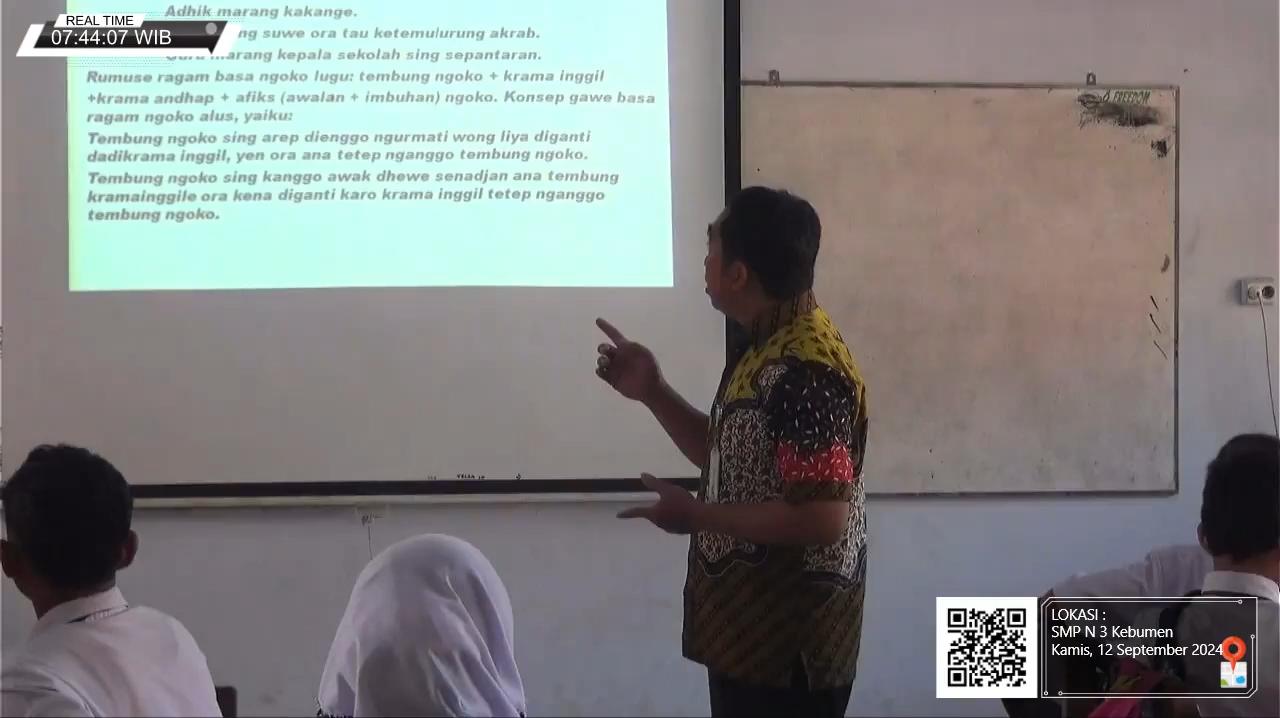 REAL TIME
07:44:07 WIB
Adhik marang kakange.
ng suwe ora tau ketemu/urung akrab.
marang kepala sekolah sing sepantaran.
Rumuse ragam basa ngoko lugu: tembung ngoko + krama inggil
+krama andhap + afiks (awalan + imbuhan) ngoko. Konsep gawe basa
ragam ngoko alus, yaiku:
Tembung ngoko sing arep dienggo ngurmati wong liya diganti
dadikrama inggil, yen ora ana tetep nganggo tembung ngoko.
Tembung ngoko sing kanggo awak dhewe senadjan ana tembung
kramainggile ora kena diganti karo krama inggil tetep nganggo
tembung ngoko.
FREEDOM
LOKASI :
SMP N 3 Kebumen
Kamis, 12 September 2024